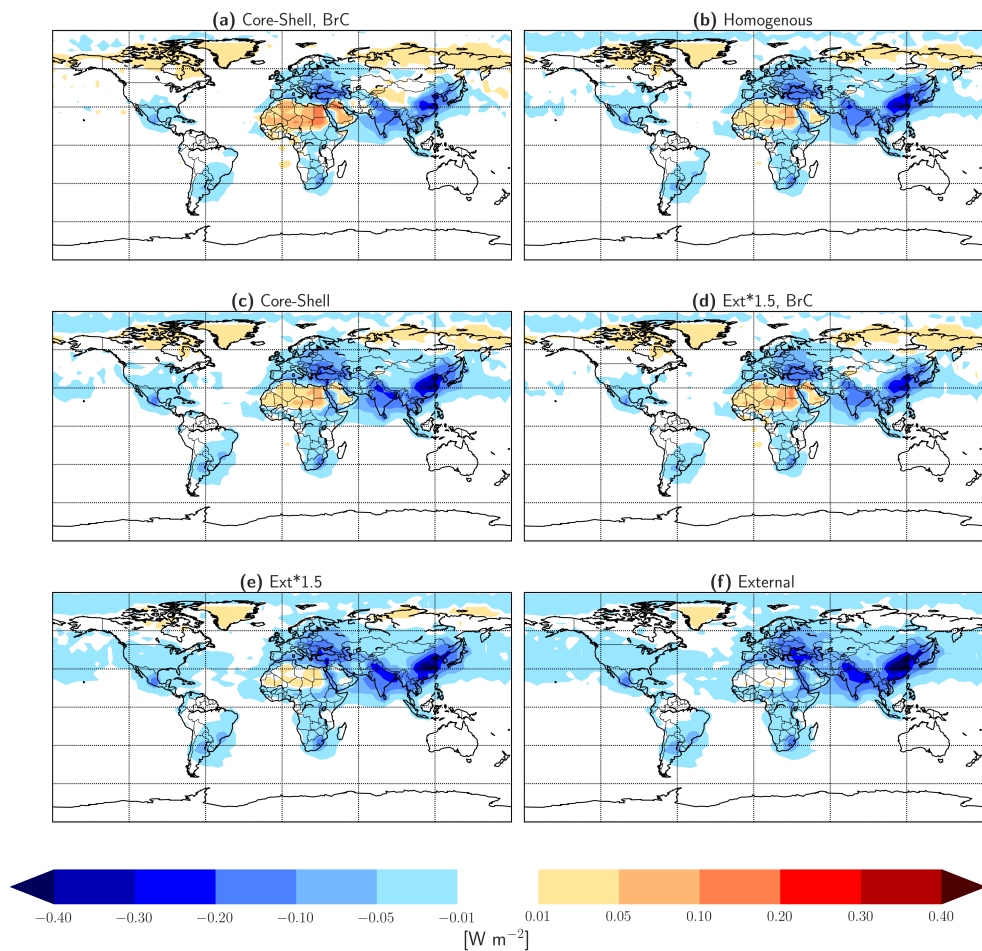 (a) Core-Shell, BrC
(b) Homogenous
(c) Core-Shell
(d) Ext*1.5, BrC
(e) Ext*1.5
(f) External
−0.40 −0.30 −0.20 −0.10 −0.05 −0.01
0.01 0.05 0.10 0.20 0.30 0.40
[W m−2]